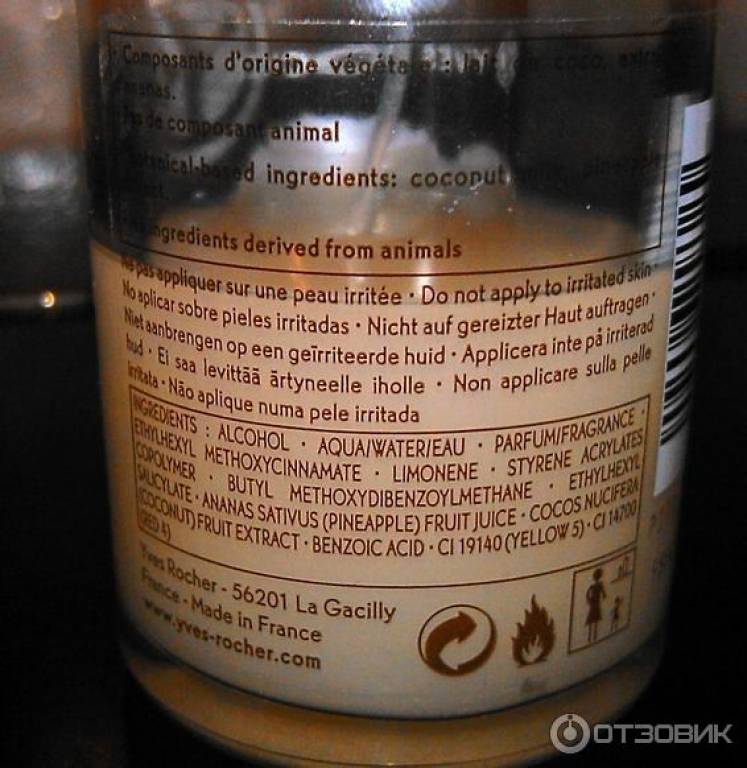 Composants d'origine végétale : lait de coco, extrait
d'ananas.
Pas de composant animal
Botanical-based ingredients: coconut milk, pineapple
No ingredients derived from animals
Ne pas appliquer sur une peau irritée · Do not apply to irritated skin ·
No aplicar sobre pieles irritadas · Nicht auf gereizter Haut auftragen ·
Niet aanbrengen op een geïrriteerde huid · Applicera inte på irriterad
hud · Ei saa levittää ärtyneelle iholle · Non applicare sulla pelle
irritata · Não aplique numa pele irritada
INGREDIENTS : ALCOHOL · AQUA/WATER/EAU · PARFUM/FRAGRANCE ·
ETHYLHEXYL METHOXYCINNAMATE · LIMONENE · STYRENE ACRYLATES
COPOLYMER · BUTYL METHOXYDIBENZOYLMETHANE · ETHYLHEXYL
SALICYLATE · ANANAS SATIVUS (PINEAPPLE) FRUIT JUICE · COCOS NUCIFERA
(COCONUT) FRUIT EXTRACT · BENZOIC ACID · CI 19140 (YELLOW 5) · CI 14700
(RED 4)
Yves Rocher - 56201 La Gacilly
France - Made in France
www.yves-rocher.com
ОТЗОВИК